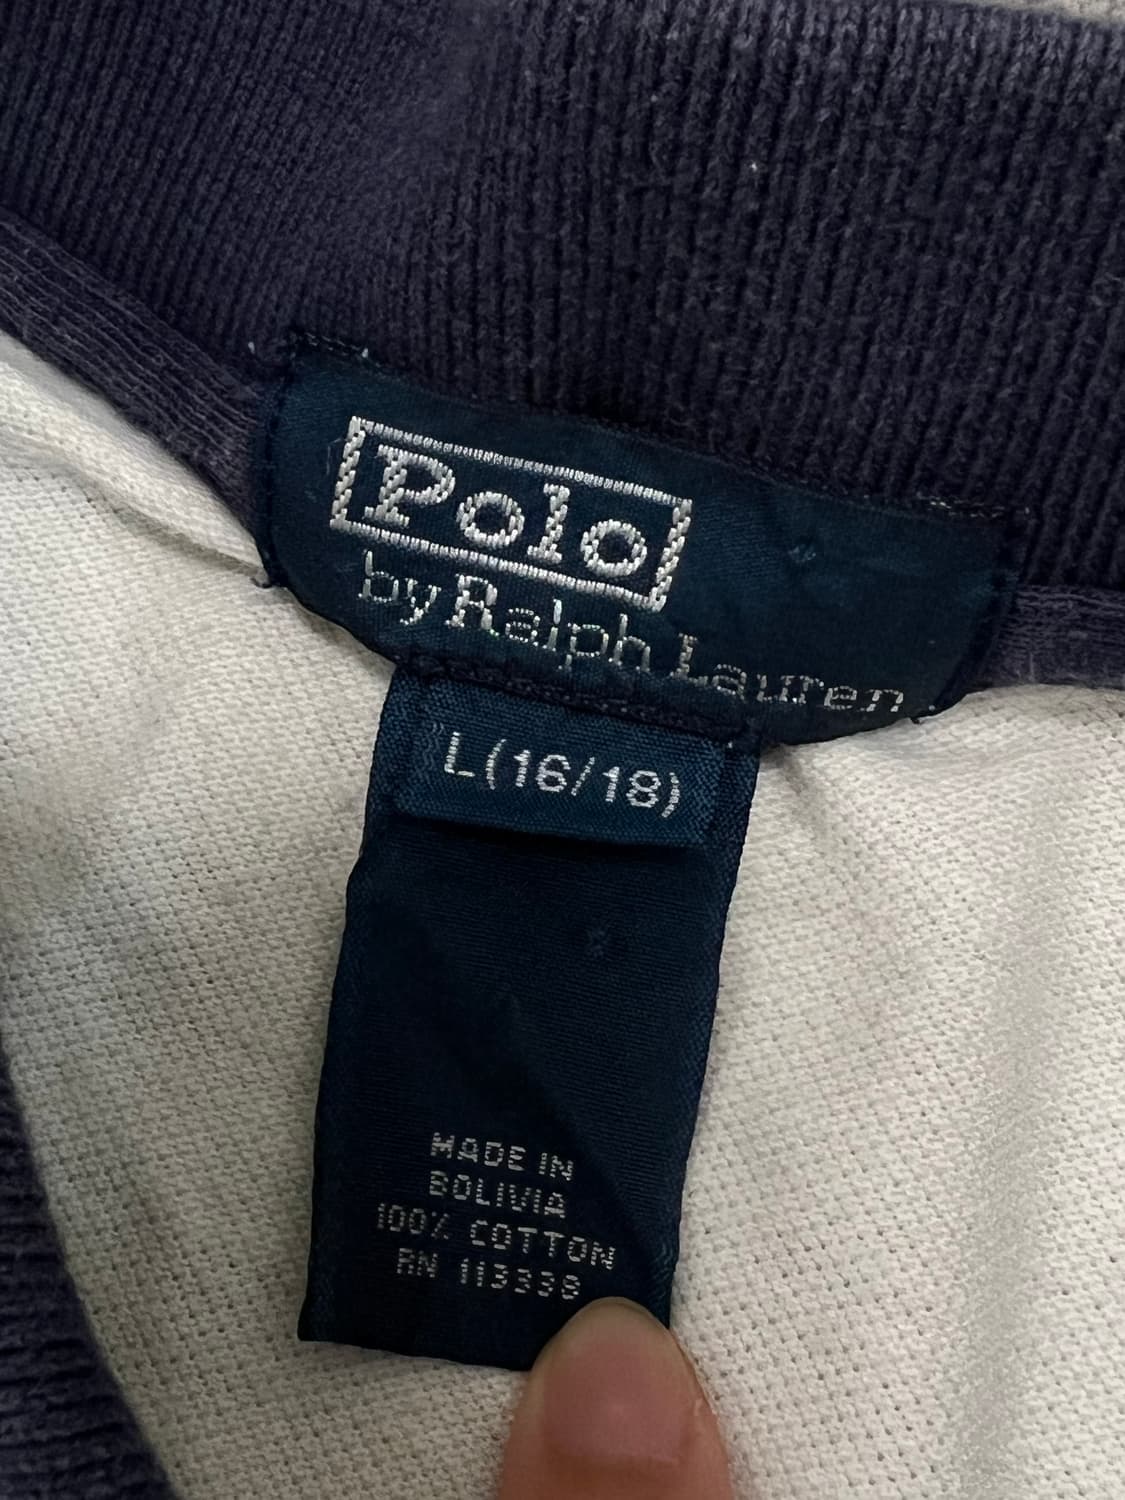 Polo
by Ralph Lauren
L(16/18)
MADE IN
BOLIVIA
100% COTTON
RN 113338